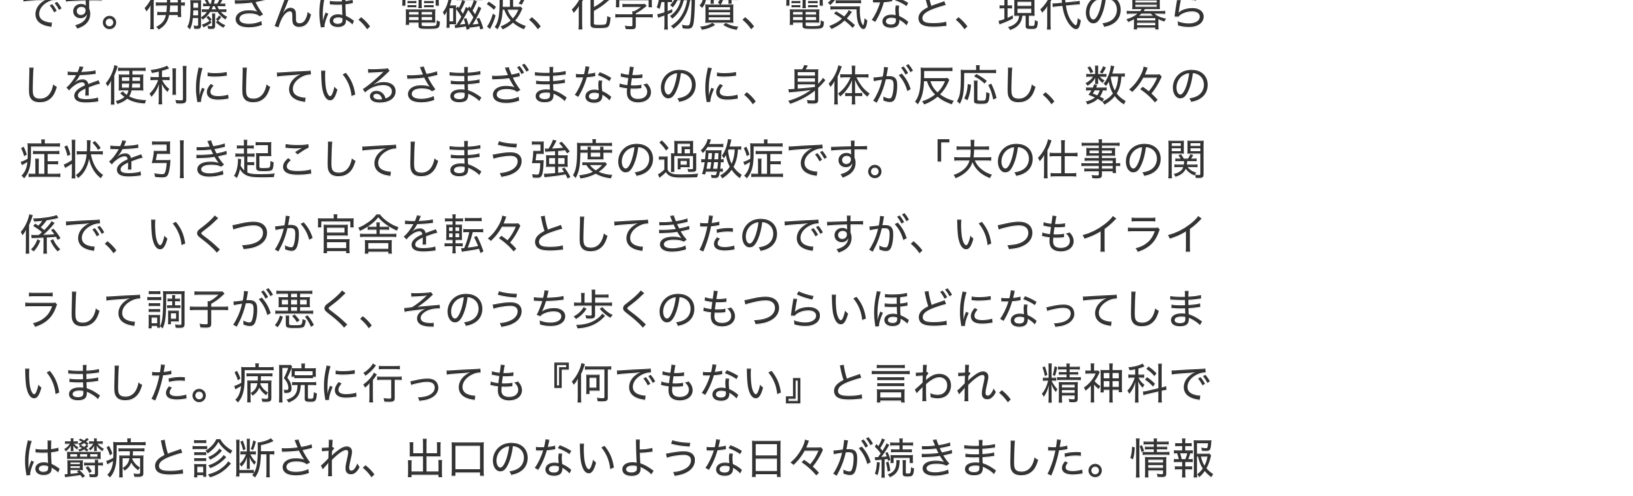 です。伊藤さんは、電磁波、化学物質、電気など、現代の暮ら
しを便利にしているさまざまなものに、身体が反応し、数々の
症状を引き起こしてしまう強度の過敏症です。「夫の仕事の関
係で、いくつか官舎を転々としてきたのですが、いつもイライ
ラして調子が悪く、そのうち歩くのもつらいほどになってしま
いました。病院に行っても『何でもない』と言われ、精神科で
は欝病と診断され、出口のないような日々が続きました。情報